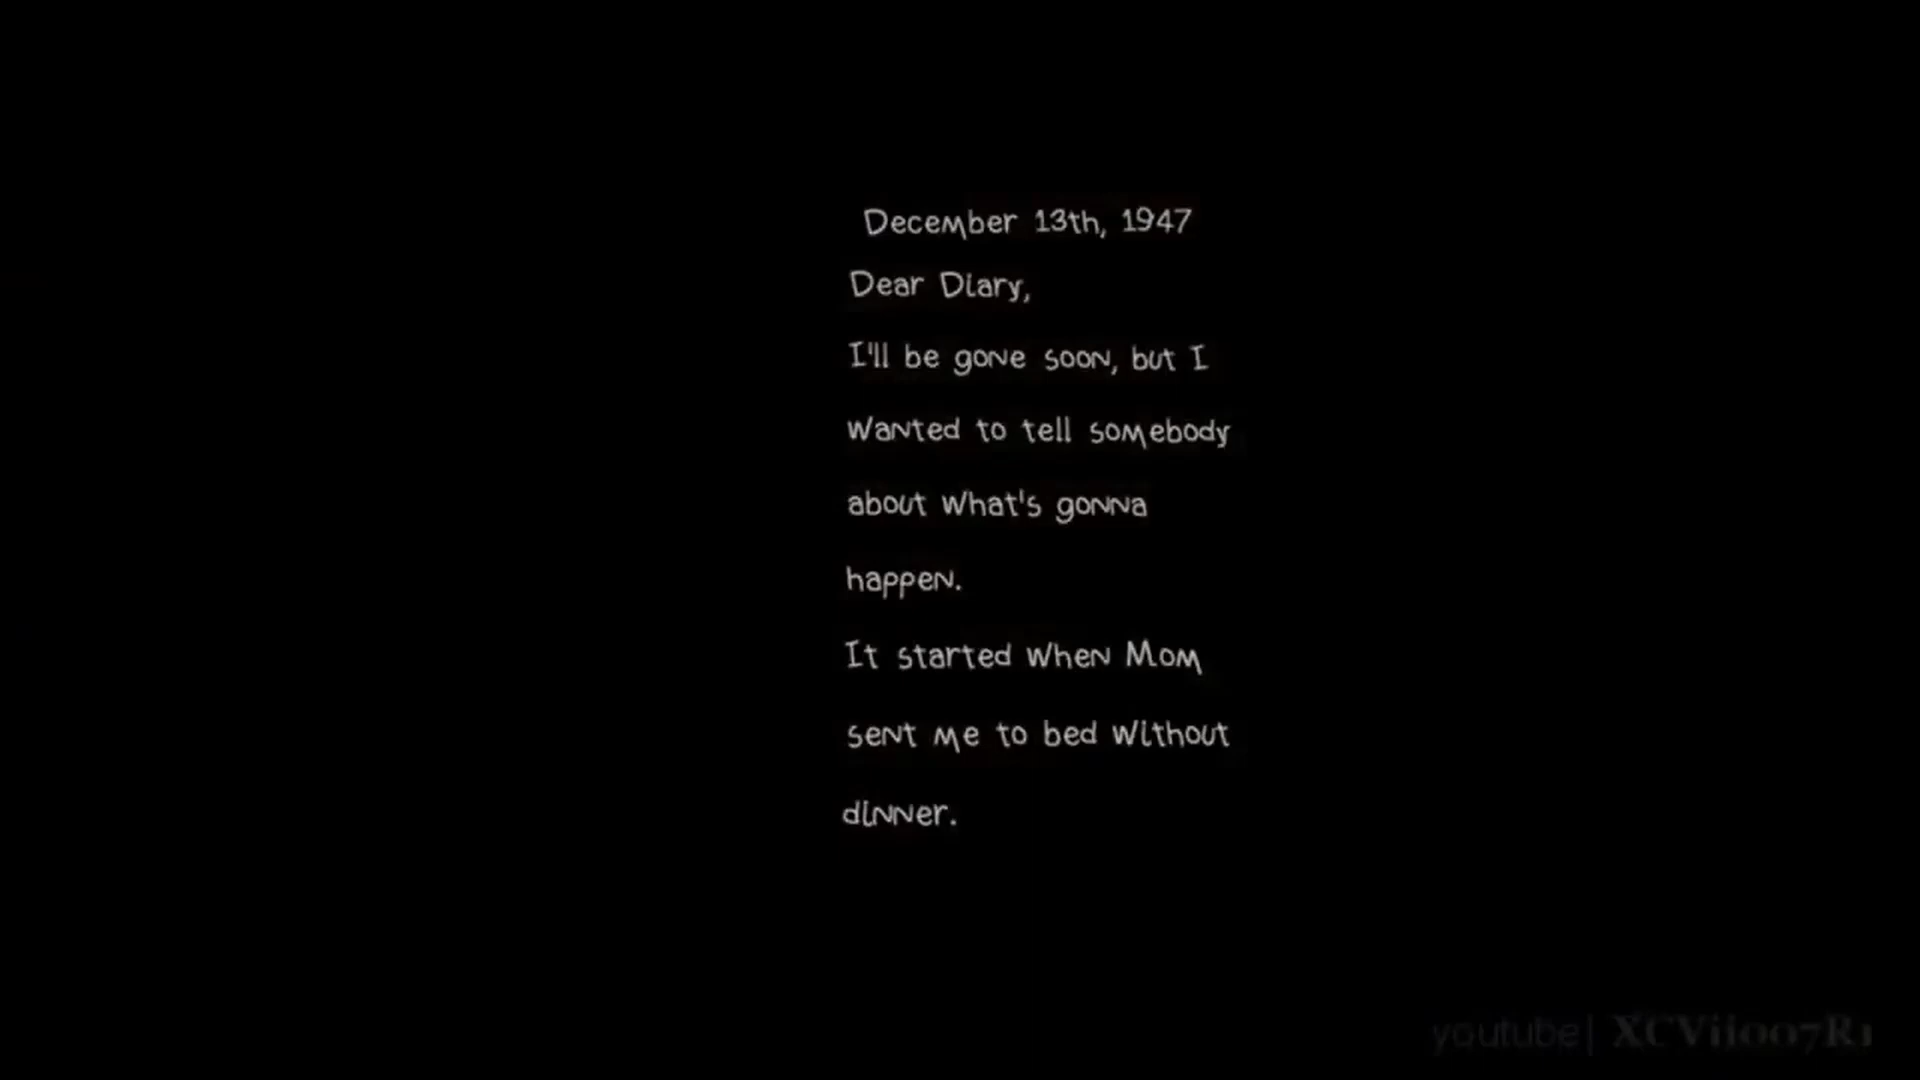 December 13th, 1947
Dear Diary,
I'll be gone soon, but I
wanted to tell somebody
about what's gonna
happen.
It started when Mom
sent me to bed without
dinner.
youtube| XCVii007R1